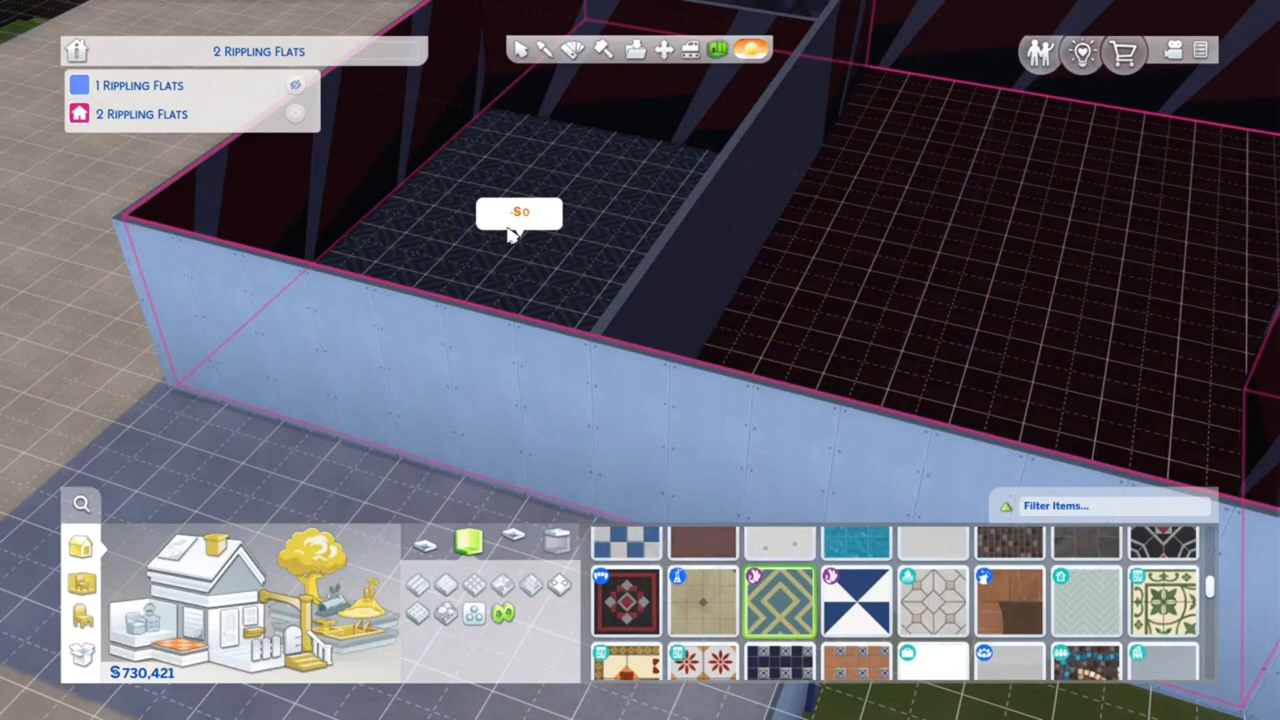 2 RIPPLING FLATS
1 RIPPLING FLATS
2 RIPPLING FLATS
-§0
Filter Items...
§730,421